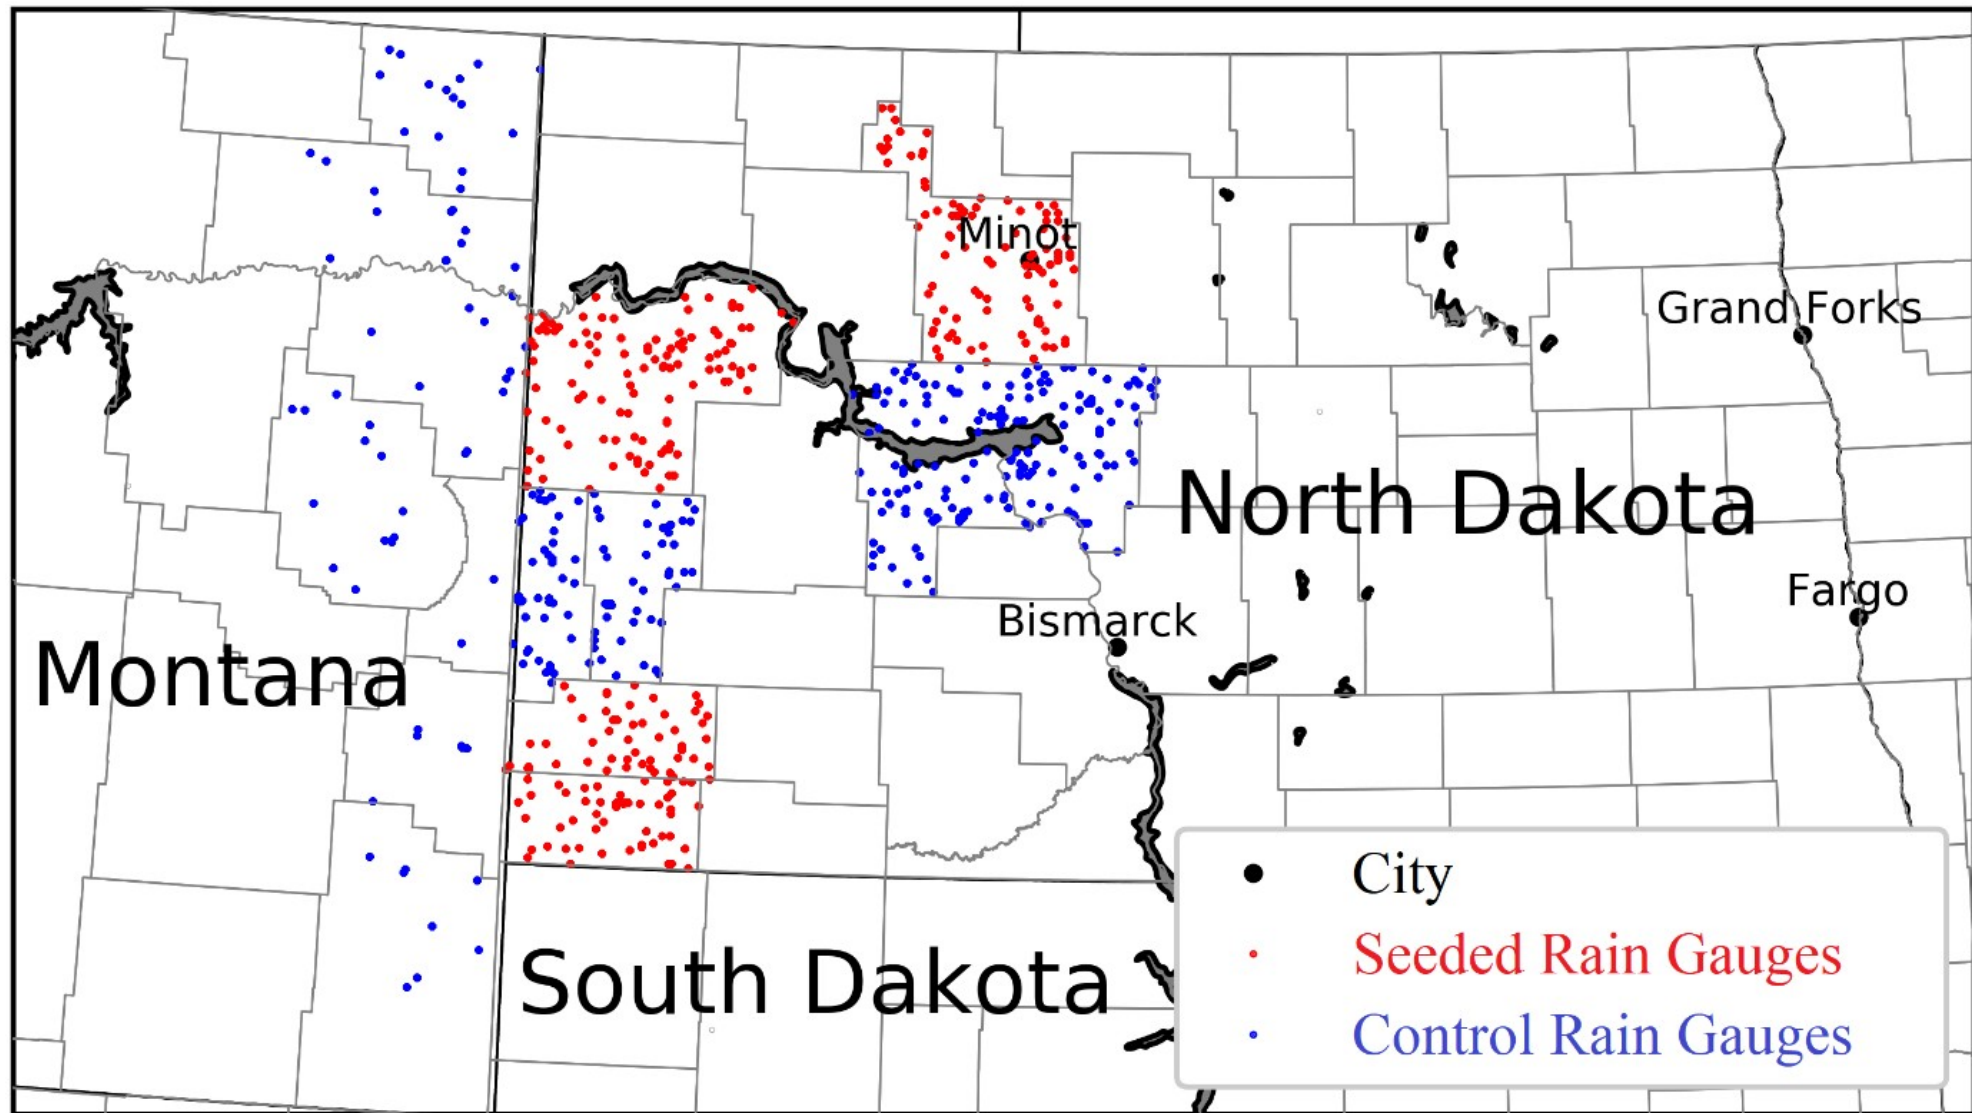 Minot
Grand Forks
North Dakota
Fargo
Bismarck
Montana
South Dakota
City
Seeded Rain Gauges
Control Rain Gauges